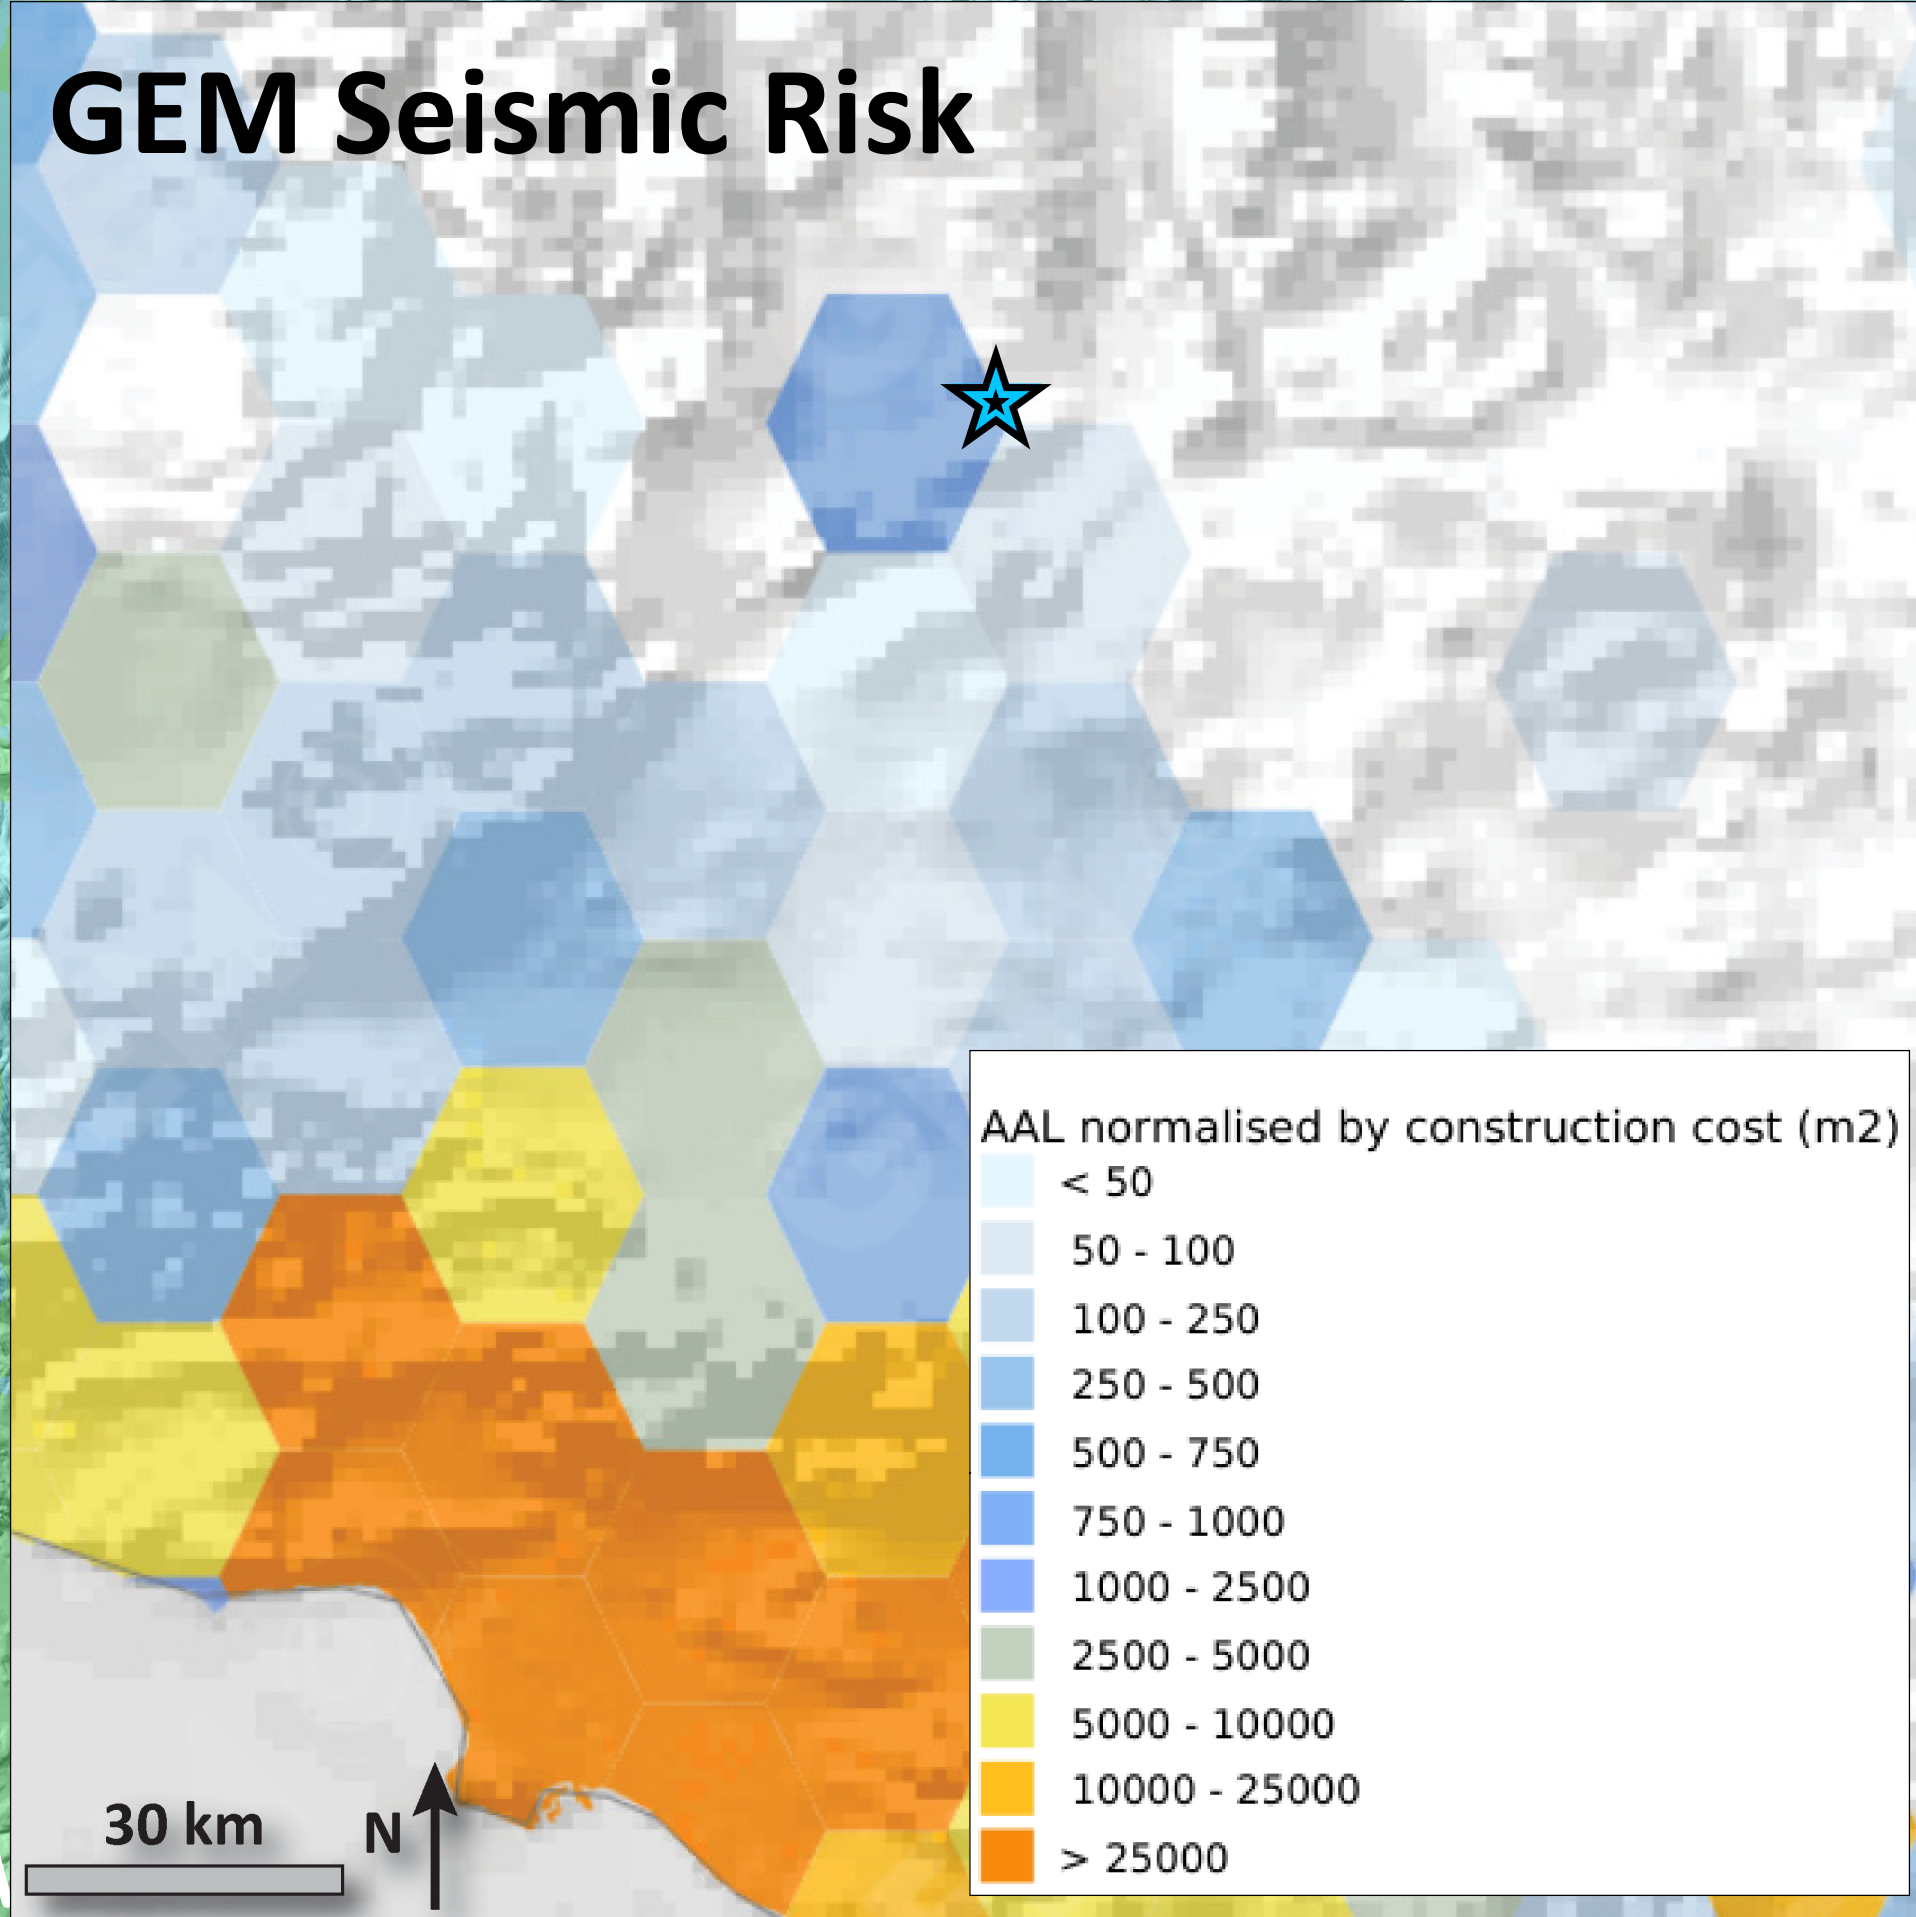 GEM Seismic Risk
AAL normalised by construction cost (m2)
< 50
50 - 100
100 - 250
250 - 500
500 - 750
750 - 1000
1000 - 2500
2500 - 5000
5000 - 10000
10000 - 25000
> 25000
30 km
N